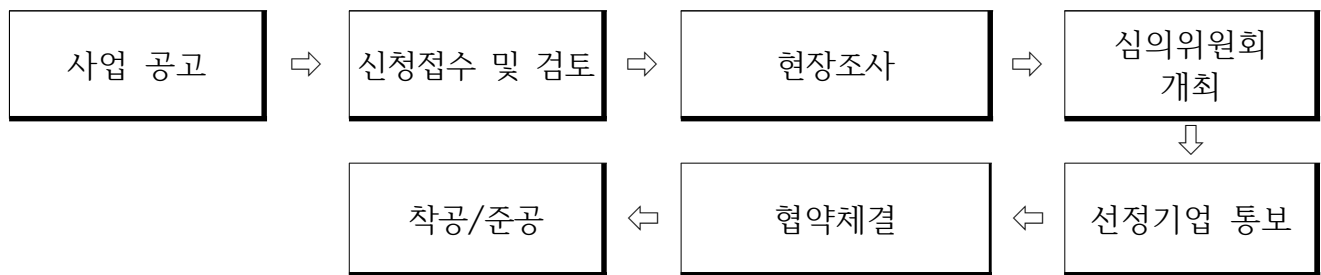 사업 공고
⇨
신청접수 및 검토
⇨
현장조사
⇨
심의위원회
개최
⇩
선정기업 통보
⇦
협약체결
⇦
착공/준공